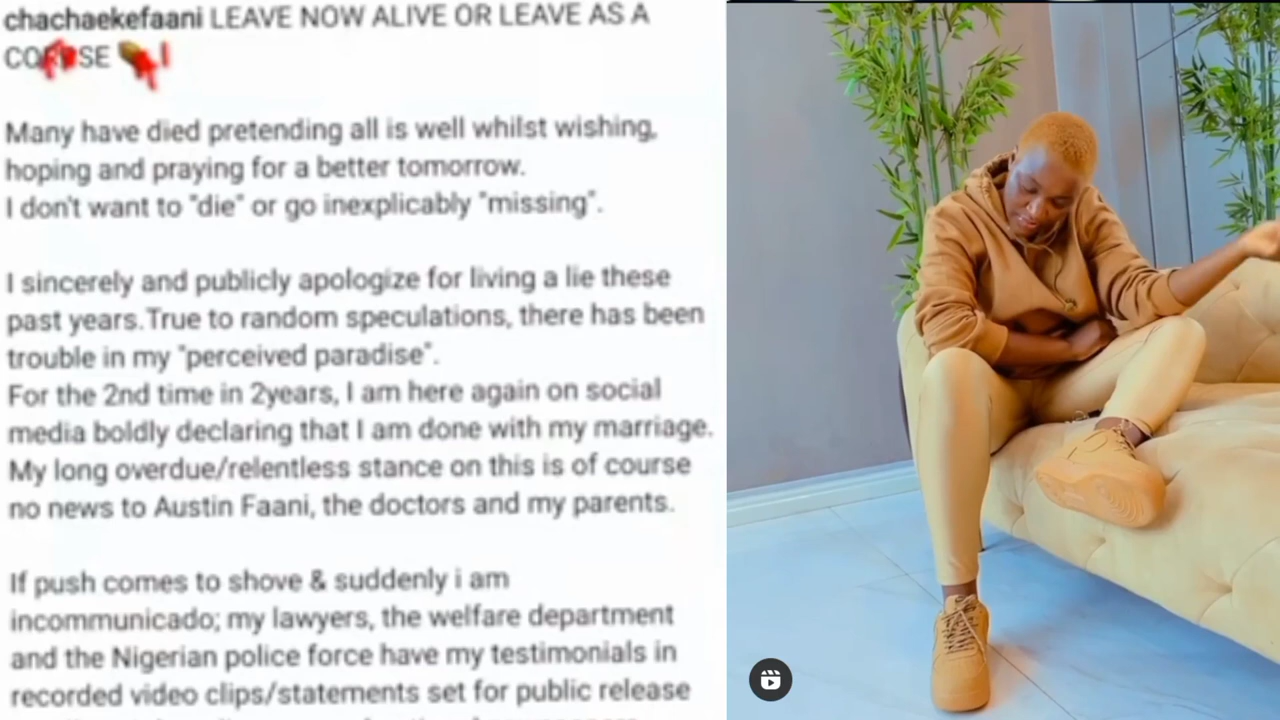 chachaekefaani LEAVE NOW ALIVE OR LEAVE AS A
CORPSE
Many have died pretending all is well whilst wishing,
hoping and praying for a better tomorrow.
I don't want to "die" or go inexplicably "missing".
I sincerely and publicly apologize for living a lie these
past years.True to random speculations, there has been
trouble in my "perceived paradise".
For the 2nd time in 2years, I am here again on social
media boldly declaring that I am done with my marriage.
My long overdue/relentless stance on this is of course
no news to Austin Faani, the doctors and my parents.
If push comes to shove & suddenly i am
incommunicado; my lawyers, the welfare department
and the Nigerian police force have my testimonials in
recorded video clips/statements set for public release